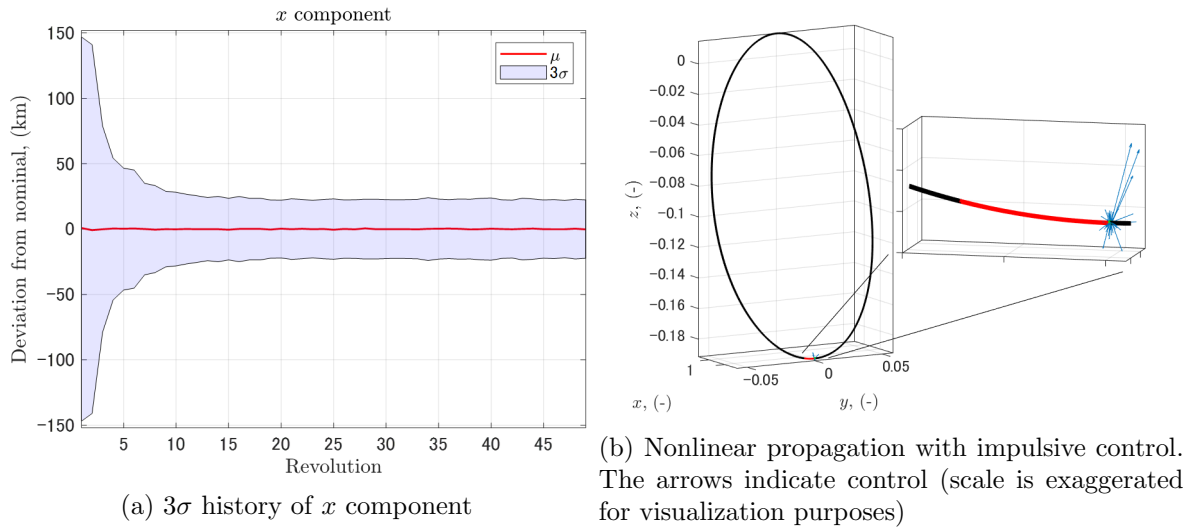 x component
150
100
50
0
−50
−100
−150
Deviation from nominal, (km)
μ
3σ
5
10
15
20
25
30
35
40
45
Revolution
(a) 3σ history of x component
0
−0.02
−0.04
−0.06
−0.08
−0.1
−0.12
−0.14
−0.16
−0.18
z, (-)
1
−0.05
0
0.05
x, (-)
y, (-)
(b) Nonlinear propagation with impulsive control.
The arrows indicate control (scale is exaggerated
for visualization purposes)